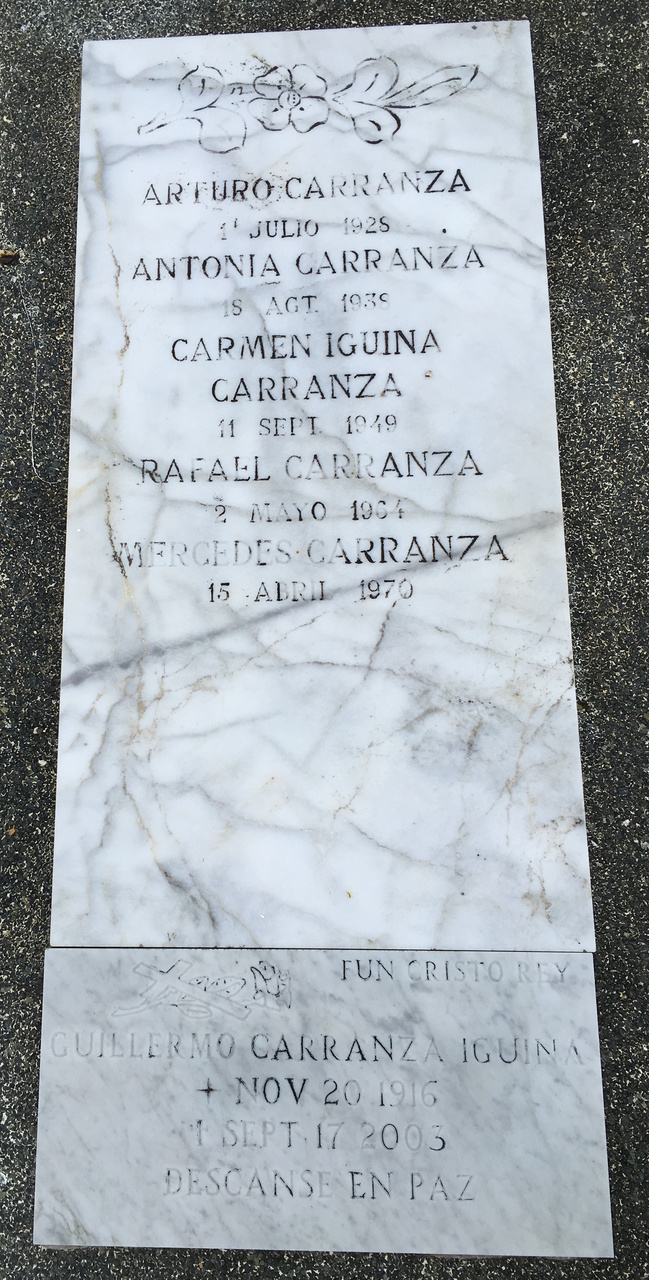 ARTURO CARRANZA
1' JULIO 1928
ANTONIA CARRANZA
18 AGT. 1938
CARMEN IGUINA
CARRANZA
11 SEPT. 1949
RAFAEL CARRANZA
2 MAYO 1964
MERCEDES CARRANZA
15 ABRIL 1970
FUN CRISTO REY
GUILLERMO CARRANZA IGUINA
+ NOV 20 1916
† SEPT 17 2003
DESCANSE EN PAZ